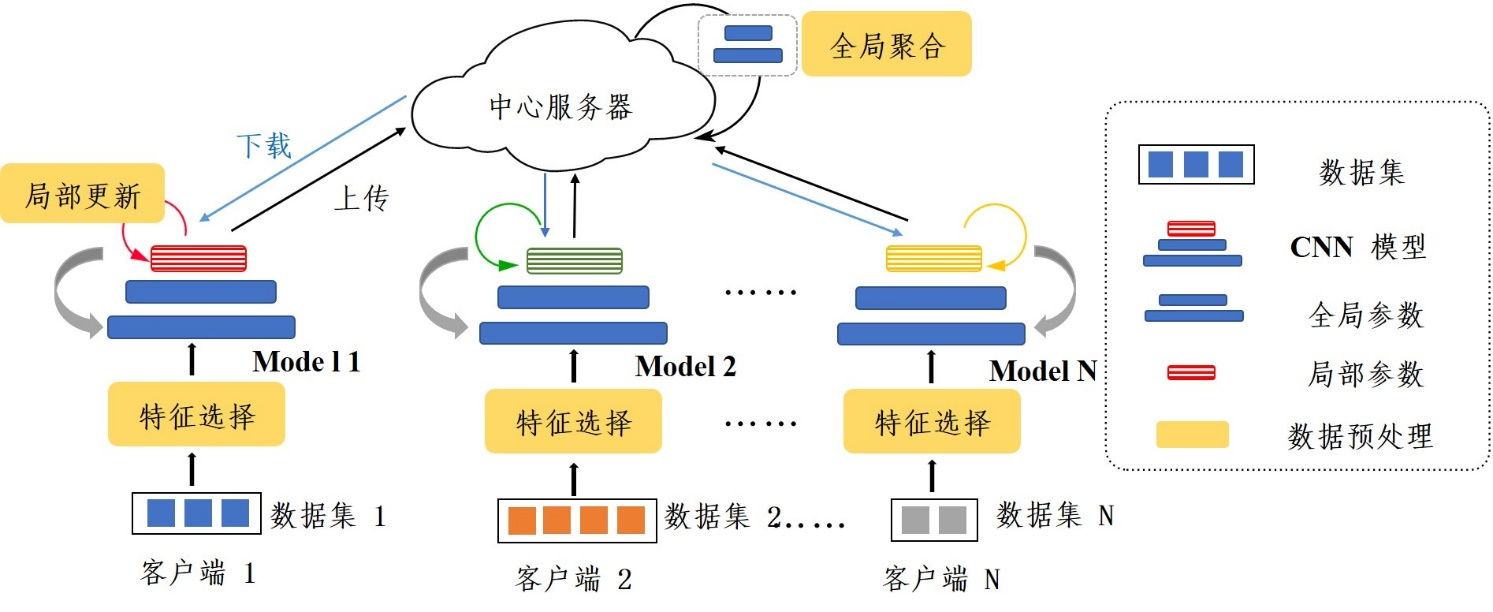 全局聚合
中心服务器
下载
上传
局部更新
……
Mode l 1
Model 2
Model N
特征选择
特征选择
……
特征选择
数据集 1
数据集 2……
数据集 N
客户端 1
客户端 2
客户端 N
数据集
CNN 模型
全局参数
局部参数
数据预处理